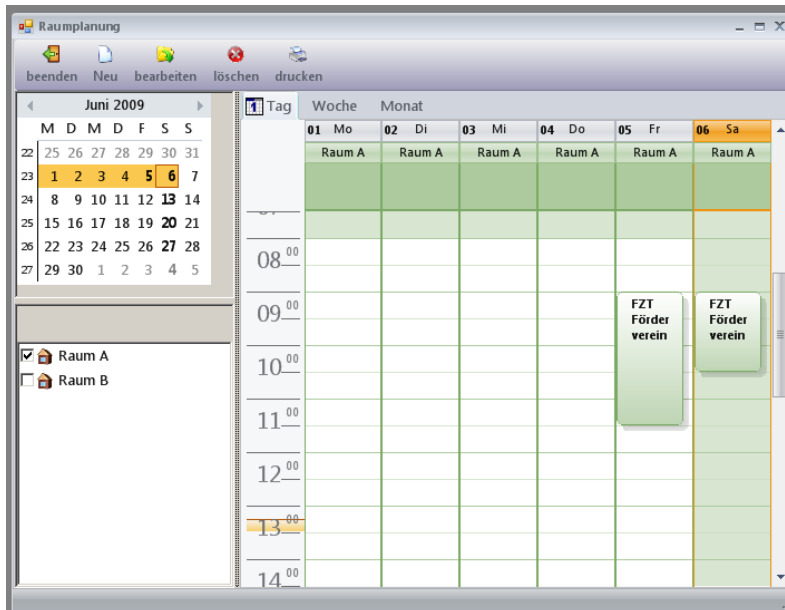 Raumplanung
beenden Neu bearbeiten löschen drucken
Juni 2009
M D M D F S S
22 25 26 27 28 29 30 31
23 1 2 3 4 5 6 7
24 8 9 10 11 12 13 14
25 15 16 17 18 19 20 21
26 22 23 24 25 26 27 28
27 29 30 1 2 3 4 5
Raum A
Raum B
1 Tag Woche Monat
01 Mo 02 Di 03 Mi 04 Do 05 Fr 06 Sa
Raum A Raum A Raum A Raum A Raum A Raum A
08 00
09 00
10 00
11 00
12 00
13 00
14 00
FZT
Förder
verein
FZT
Förder
verein